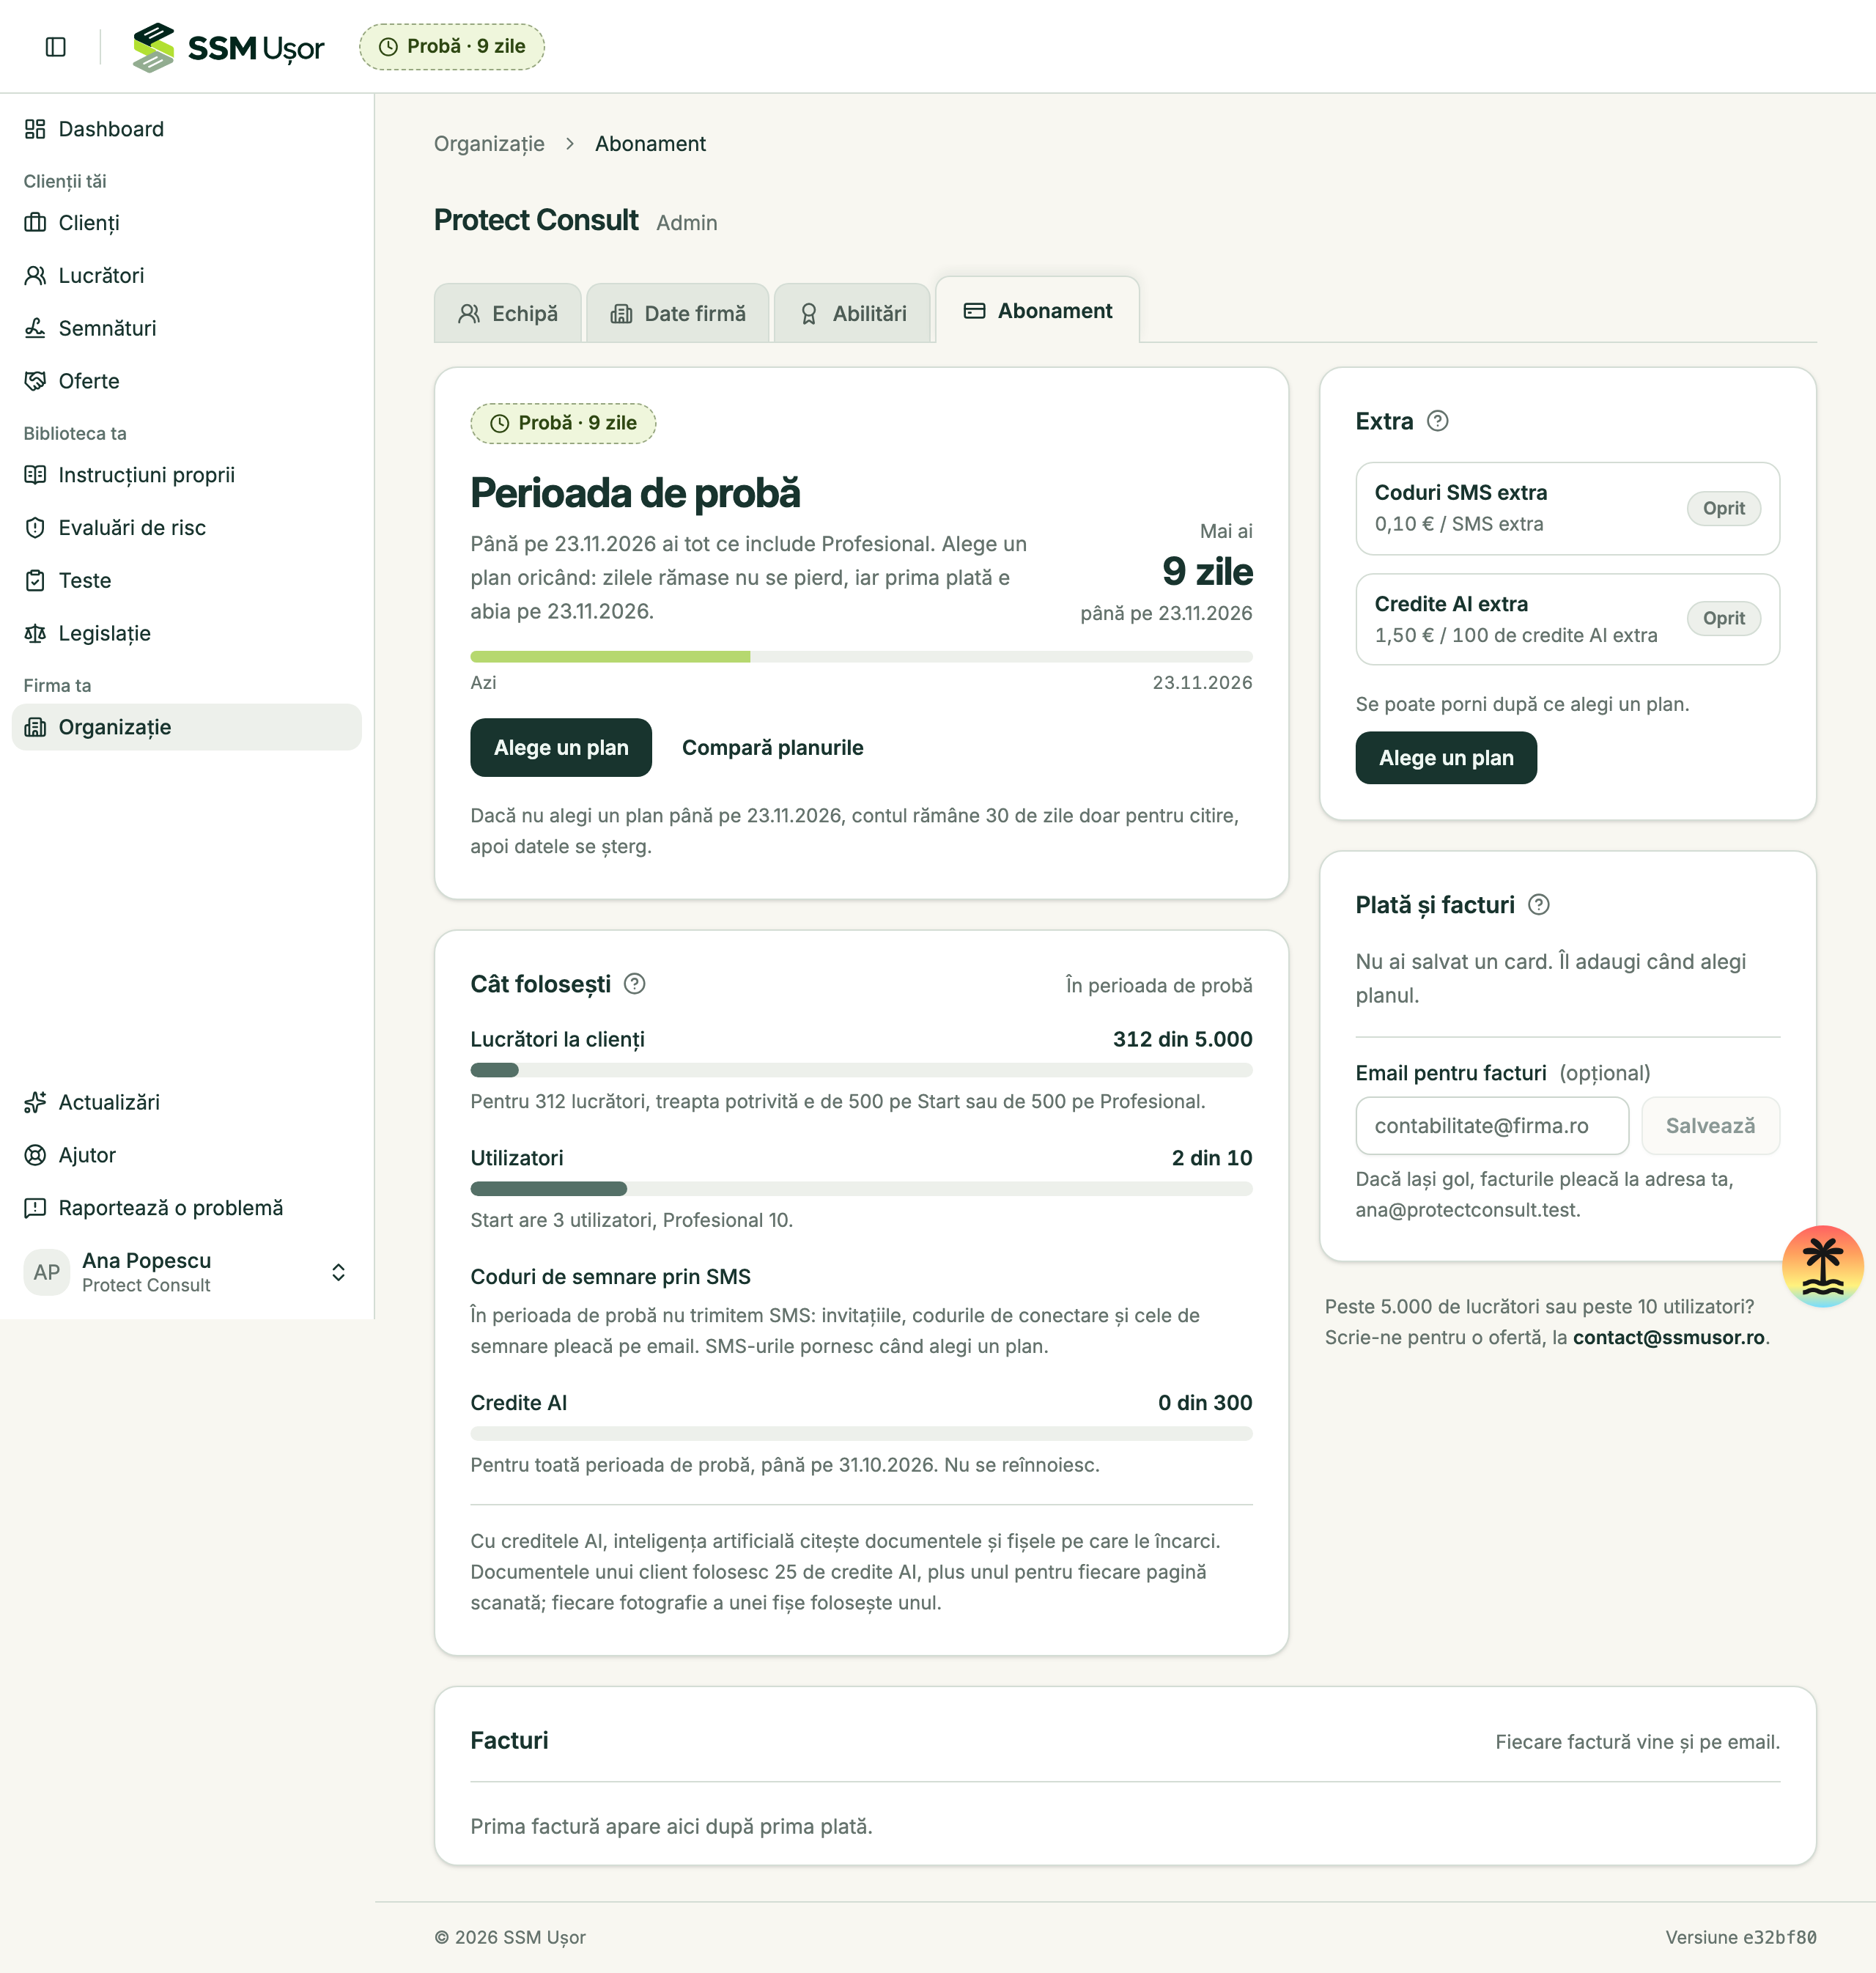 SSM Ușor
Probă · 9 zile
Dashboard
Clienții tăi
Clienți
Lucrători
Semnături
Oferte
Biblioteca ta
Instrucțiuni proprii
Evaluări de risc
Teste
Legislație
Firma ta
Organizație
Actualizări
Ajutor
Raportează o problemă
AP
Ana Popescu
Protect Consult
Organizație
Abonament
Protect Consult Admin
Echipă
Date firmă
Abilitări
Abonament
Probă · 9 zile
Perioada de probă
Până pe 23.11.2026 ai tot ce include Profesional. Alege un
plan oricând: zilele rămase nu se pierd, iar prima plată e
abia pe 23.11.2026.
Mai ai
9 zile
până pe 23.11.2026
Azi
23.11.2026
Alege un plan
Compară planurile
Dacă nu alegi un plan până pe 23.11.2026, contul rămâne 30 de zile doar pentru citire,
apoi datele se șterg.
Cât folosești
În perioada de probă
Lucrători la clienți
312 din 5.000
Pentru 312 lucrători, treapta potrivită e de 500 pe Start sau de 500 pe Profesional.
Utilizatori
2 din 10
Start are 3 utilizatori, Profesional 10.
Coduri de semnare prin SMS
În perioada de probă nu trimitem SMS: invitațiile, codurile de conectare și cele de
semnare pleacă pe email. SMS-urile pornesc când alegi un plan.
Credite AI
0 din 300
Pentru toată perioada de probă, până pe 31.10.2026. Nu se reînnoiesc.
Cu creditele AI, inteligența artificială citește documentele și fișele pe care le încarci.
Documentele unui client folosesc 25 de credite AI, plus unul pentru fiecare pagină
scanată; fiecare fotografie a unei fișe folosește unul.
Extra
Coduri SMS extra
0,10 € / SMS extra
Oprit
Credite AI extra
1,50 € / 100 de credite AI extra
Oprit
Se poate porni după ce alegi un plan.
Alege un plan
Plată și facturi
Nu ai salvat un card. Îl adaugi când alegi
planul.
Email pentru facturi (opțional)
contabilitate@firma.ro
Salvează
Dacă lași gol, facturile pleacă la adresa ta,
ana@protectconsult.test.
Peste 5.000 de lucrători sau peste 10 utilizatori?
Scrie-ne pentru o ofertă, la contact@ssmusor.ro.
Facturi
Fiecare factură vine și pe email.
Prima factură apare aici după prima plată.
© 2026 SSM Ușor
Versiune e32bf80